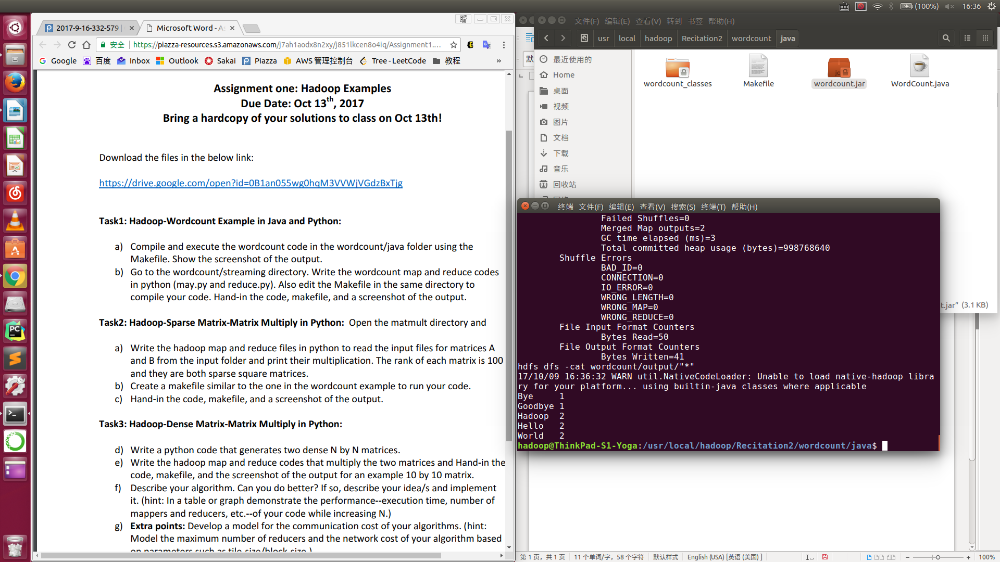 (100%)
16:36
昕
2017-9-16-332-579 |
Microsoft Word - As
安全
https://piazza-resources.s3.amazonaws.com/j7ah1aodx8n2xy/j851lkcen8o4iq/Assignment1....
Google
百度
Inbox
Outlook
Sakai
Piazza
AWS 管理控制台
Tree - LeetCode
教程
»
Assignment one: Hadoop Examples
Due Date: Oct 13th, 2017
Bring a hardcopy of your solutions to class on Oct 13th!
Download the files in the below link:
https://drive.google.com/open?id=0B1an055wg0hqM3VVWjVGdzBxTjg
Task1: Hadoop-Wordcount Example in Java and Python:
a) Compile and execute the wordcount code in the wordcount/java folder using the
Makefile. Show the screenshot of the output.
b) Go to the wordcount/streaming directory. Write the wordcount map and reduce codes
in python (may.py and reduce.py). Also edit the Makefile in the same directory to
compile your code. Hand-in the code, makefile, and a screenshot of the output.
Task2: Hadoop-Sparse Matrix-Matrix Multiply in Python: Open the matmult directory and
a) Write the hadoop map and reduce files in python to read the input files for matrices A
and B from the input folder and print their multiplication. The rank of each matrix is 100
and they are both sparse square matrices.
b) Create a makefile similar to the one in the wordcount example to run your code.
c) Hand-in the code, makefile, and a screenshot of the output.
Task3: Hadoop-Dense Matrix-Matrix Multiply in Python:
d) Write a python code that generates two dense N by N matrices.
e) Write the hadoop map and reduce codes that multiply the two matrices and Hand-in the
code, makefile, and the screenshot of the output for an example 10 by 10 matrix.
f) Describe your algorithm. Can you do better? If so, describe your idea/s and implement
it. (hint: In a table or graph demonstrate the performance--execution time, number of
mappers and reducers, etc.--of your code while increasing N.)
g) Extra points: Develop a model for the communication cost of your algorithms. (hint:
Model the maximum number of reducers and the network cost of your algorithm based
on parameters such as tile-size/block-size.)
文件(F) 编辑(E) 查看(V) 转到 书签 帮助(H)
usr
local
hadoop
Recitation2
wordcount
java
默
最近使用的
Home
桌面
视频
图片
文档
下载
音乐
回收站
wordcount_classes
Makefile
wordcount.jar
WordCount.java
t.jar” (3.1 KB)
终端 文件(F) 编辑(E) 查看(V) 搜索(S) 终端(T) 帮助(H)
Failed Shuffles=0
Merged Map outputs=2
GC time elapsed (ms)=3
Total committed heap usage (bytes)=998768640
Shuffle Errors
BAD_ID=0
CONNECTION=0
IO_ERROR=0
WRONG_LENGTH=0
WRONG_MAP=0
WRONG_REDUCE=0
File Input Format Counters
Bytes Read=50
File Output Format Counters
Bytes Written=41
hdfs dfs -cat wordcount/output/"*"
17/10/09 16:36:32 WARN util.NativeCodeLoader: Unable to load native-hadoop libra
ry for your platform... using builtin-java classes where applicable
Bye 1
Goodbye 1
Hadoop 2
Hello 2
World 2
hadoop@ThinkPad-S1-Yoga:/usr/local/hadoop/Recitation2/wordcount/java$
第 1 页，共 1 页
11 个单词/字，58 个字符
默认样式
English (USA) [英语 (美国) ]
100%